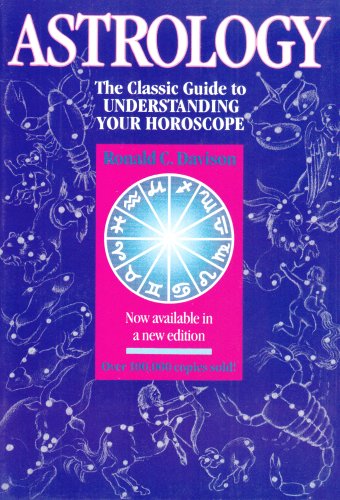 ASTROLOGY
The Classic Guide to
UNDERSTANDING
YOUR HOROSCOPE
Ronald C. Davison
Now available in
a new edition
Over 300,000 copies sold!